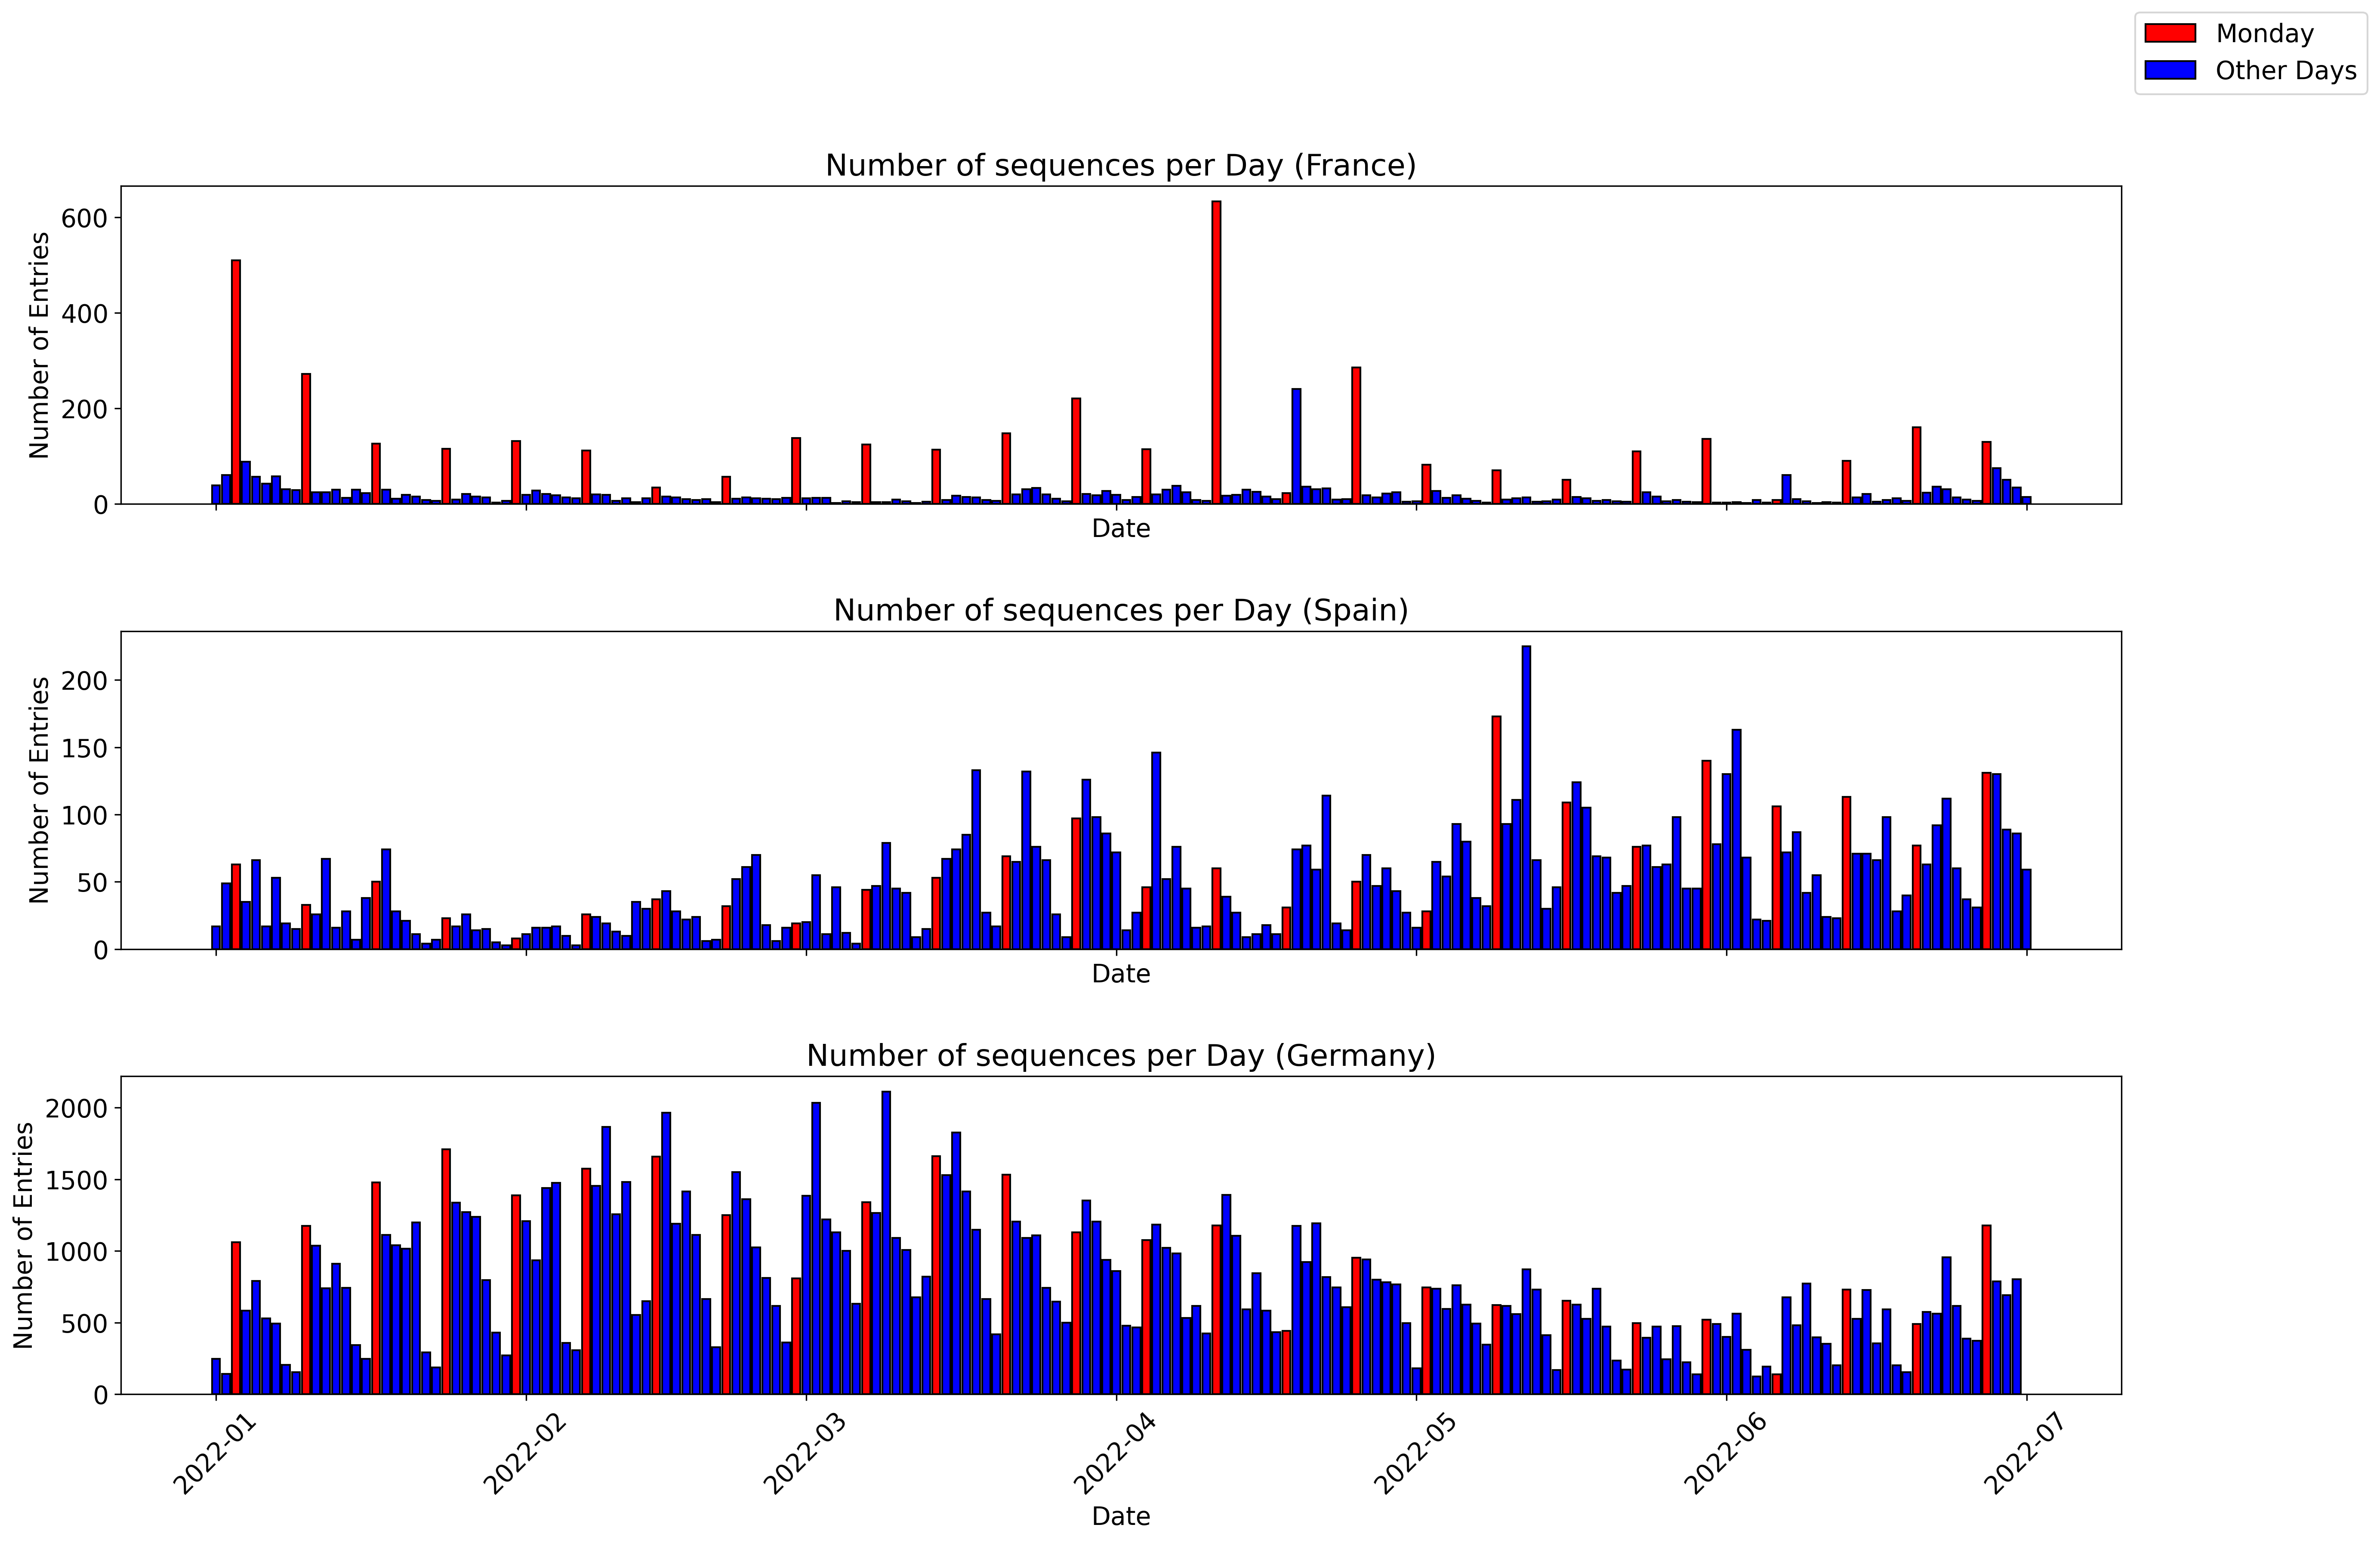 Monday
Other Days
Number of sequences per Day (France)
Number of Entries
600
400
200
0
Date
Number of sequences per Day (Spain)
Number of Entries
200
150
100
50
0
Date
Number of sequences per Day (Germany)
Number of Entries
2000
1500
1000
500
0
2022-01
2022-02
2022-03
2022-04
2022-05
2022-06
2022-07
Date